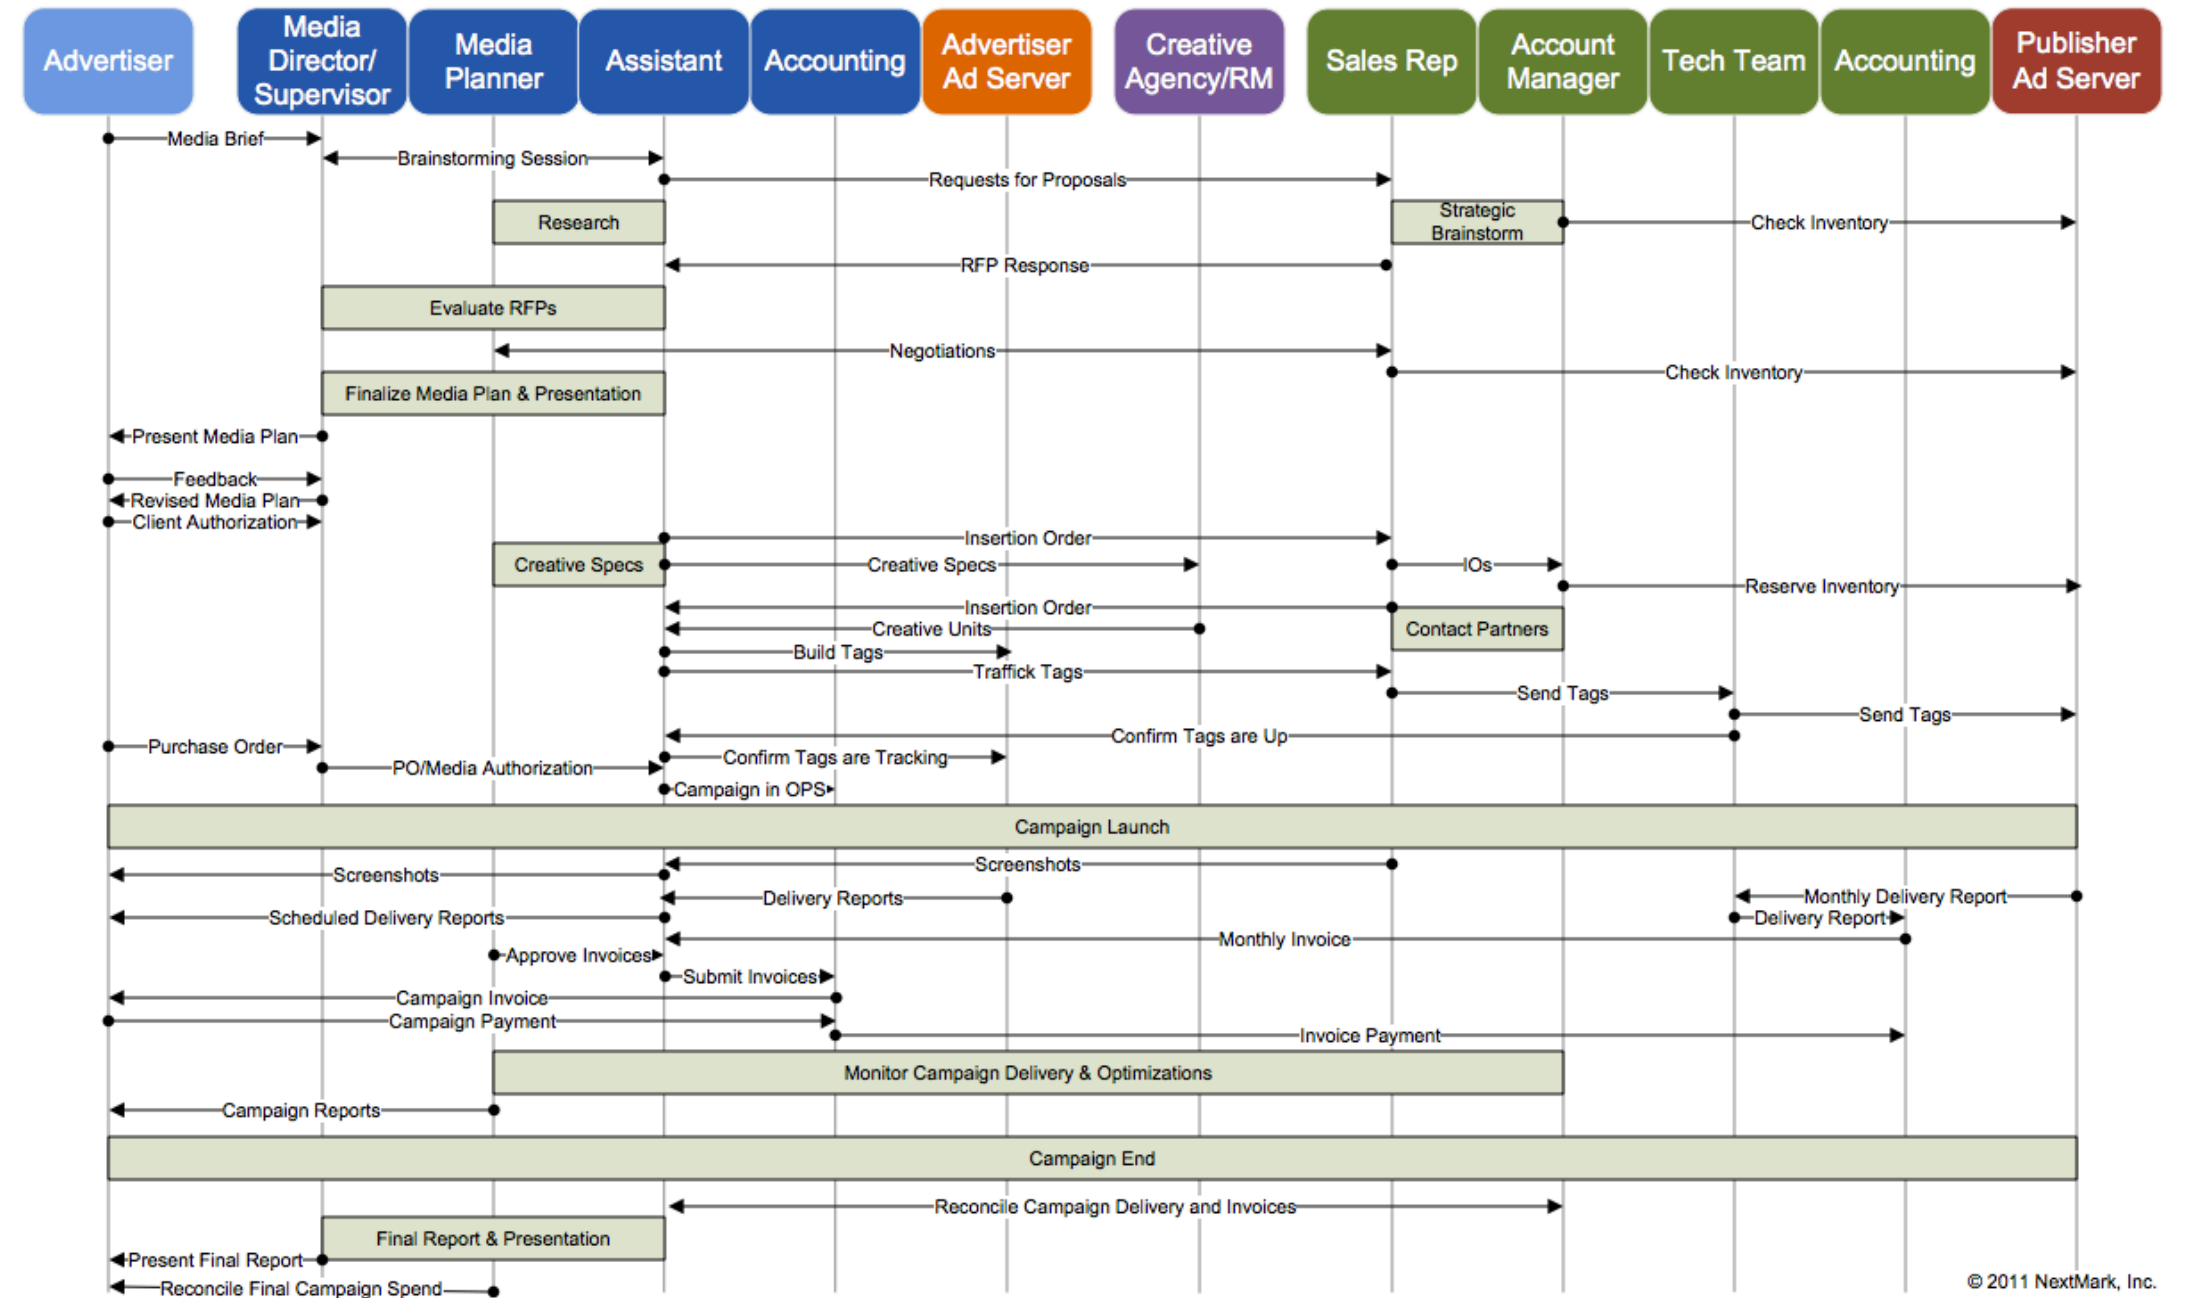 Advertiser
Media
Director/
Supervisor
Media
Planner
Assistant
Accounting
Advertiser
Ad Server
Creative
Agency/RM
Sales Rep
Account
Manager
Tech Team
Accounting
Publisher
Ad Server
Media Brief
Brainstorming Session
Requests for Proposals
Research
Strategic
Brainstorm
Check Inventory
RFP Response
Evaluate RFPs
Negotiations
Check Inventory
Finalize Media Plan & Presentation
Present Media Plan
Feedback
Revised Media Plan
Client Authorization
Insertion Order
Creative Specs
Creative Specs
IOs
Reserve Inventory
Insertion Order
Creative Units
Contact Partners
Build Tags
Traffick Tags
Send Tags
Send Tags
Confirm Tags are Up
Purchase Order
Confirm Tags are Tracking
PO/Media Authorization
Campaign in OPS
Campaign Launch
Screenshots
Screenshots
Delivery Reports
Monthly Delivery Report
Scheduled Delivery Reports
Delivery Report
Monthly Invoice
Approve Invoices
Submit Invoices
Campaign Invoice
Campaign Payment
Invoice Payment
Monitor Campaign Delivery & Optimizations
Campaign Reports
Campaign End
Reconcile Campaign Delivery and Invoices
Final Report & Presentation
Present Final Report
Reconcile Final Campaign Spend
© 2011 NextMark, Inc.